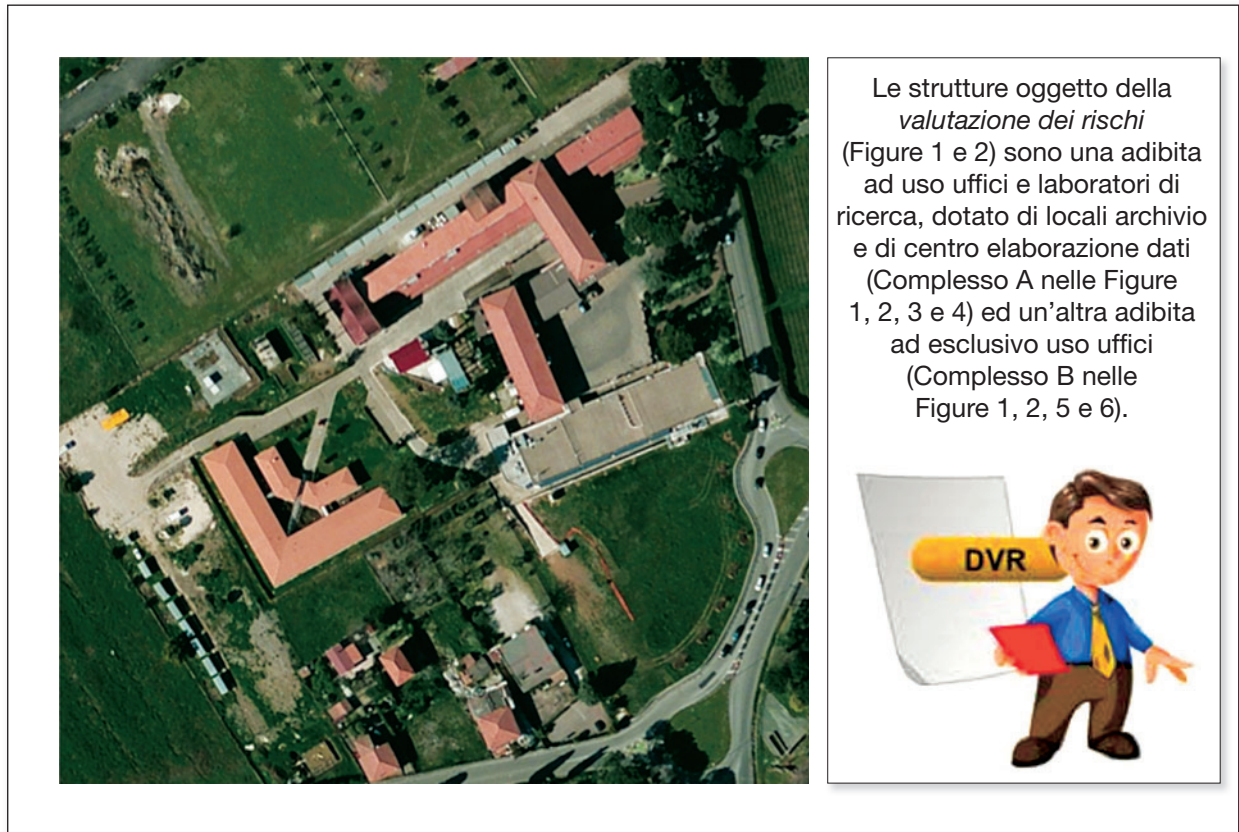 Le strutture oggetto della
valutazione dei rischi
(Figure 1 e 2) sono una adibita
ad uso uffici e laboratori di
ricerca, dotato di locali archivio
e di centro elaborazione dati
(Complesso A nelle Figure
1, 2, 3 e 4) ed un’altra adibita
ad esclusivo uso uffici
(Complesso B nelle
Figure 1, 2, 5 e 6).
DVR